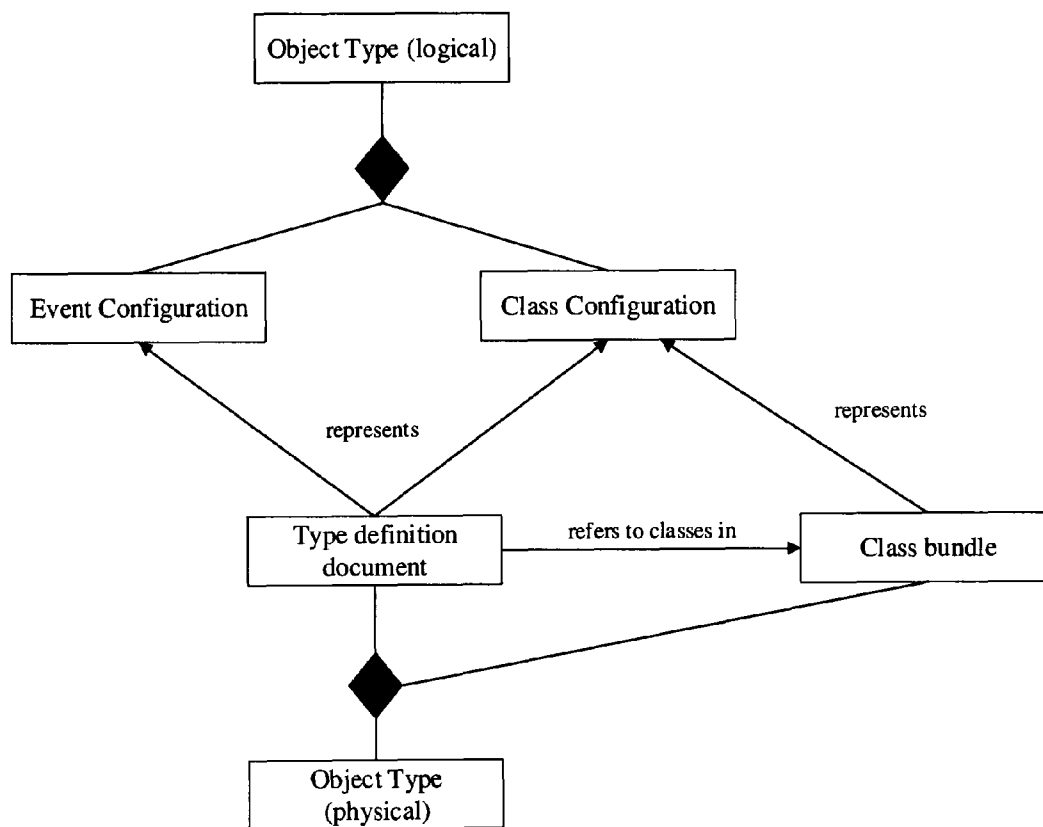 Object Type (logical)
Event Configuration
Class Configuration
represents
represents
Type definition
document
refers to classes in
Class bundle
Object Type
(physical)